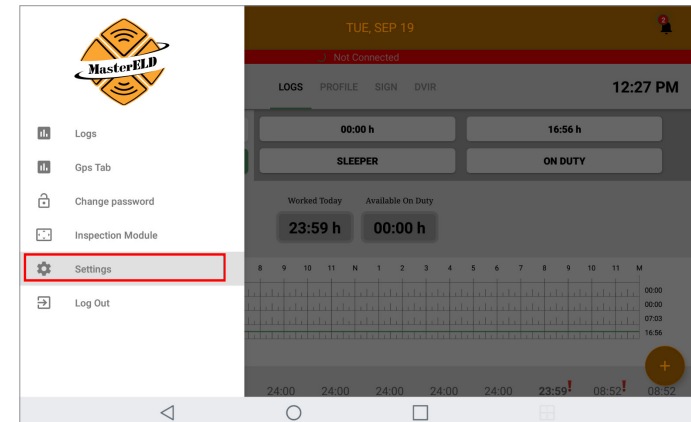 MasterELD
Logs
Gps Tab
Change password
Inspection Module
Settings
Log Out
TUE, SEP 19
2
Not Connected
LOGS PROFILE SIGN DVIR
12:27 PM
00:00 h 16:56 h
SLEEPER ON DUTY
Worked Today Available On Duty
23:59 h 00:00 h
8 9 10 11 N 1 2 3 4 5 6 7 8 9 10 11 M
00:00
00:00
07:03
16:56
+
24:00 24:00 24:00 24:00 24:00 23:59! 08:52! 08:52